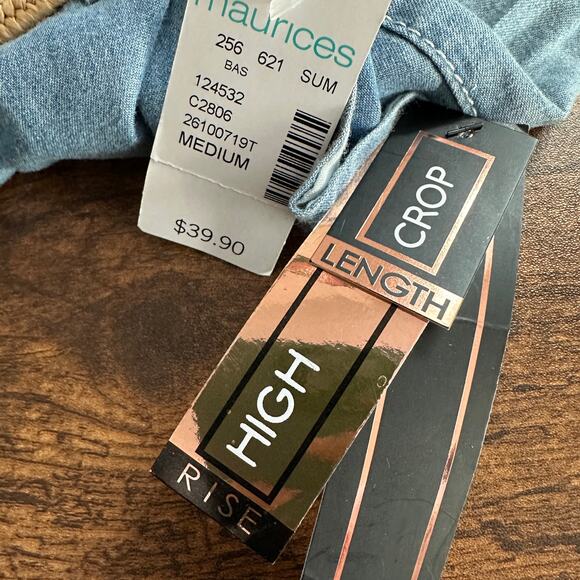 maurices
256 621 SUM
BAS
124532
C2806
26100719T
MEDIUM
$39.90
CROP
LENGTH
HIGH
RISE